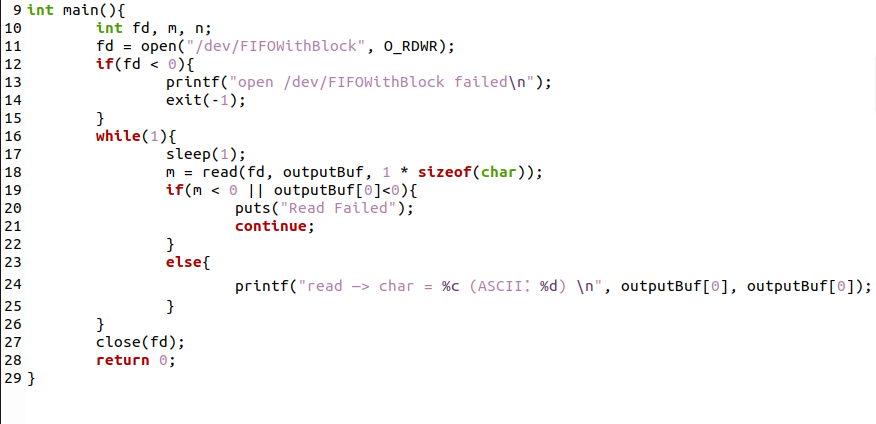 9 int main(){
10 int fd, m, n;
11 fd = open("/dev/FIFOWithBlock", O_RDWR);
12 if(fd < 0){
13 printf("open /dev/FIFOWithBlock failed\n");
14 exit(-1);
15 }
16 while(1){
17 sleep(1);
18 m = read(fd, outputBuf, 1 * sizeof(char));
19 if(m < 0 || outputBuf[0]<0){
20 puts("Read Failed");
21 continue;
22 }
23 else{
24 printf("read —> char = %c (ASCII：%d) \n", outputBuf[0], outputBuf[0]);
25 }
26 }
27 close(fd);
28 return 0;
29 }